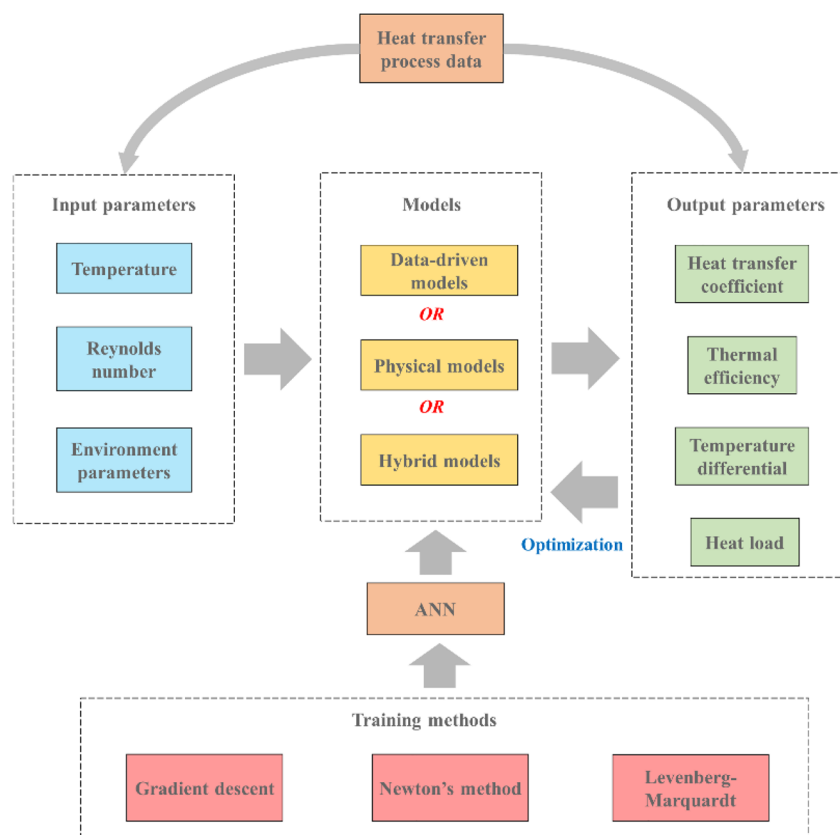 Heat transfer
process data
Input parameters
Temperature
Reynolds
number
Environment
parameters
Models
Data-driven
models
OR
Physical models
OR
Hybrid models
Output parameters
Heat transfer
coefficient
Thermal
efficiency
Temperature
differential
Heat load
Optimization
ANN
Training methods
Gradient descent
Newton's method
Levenberg-
Marquardt